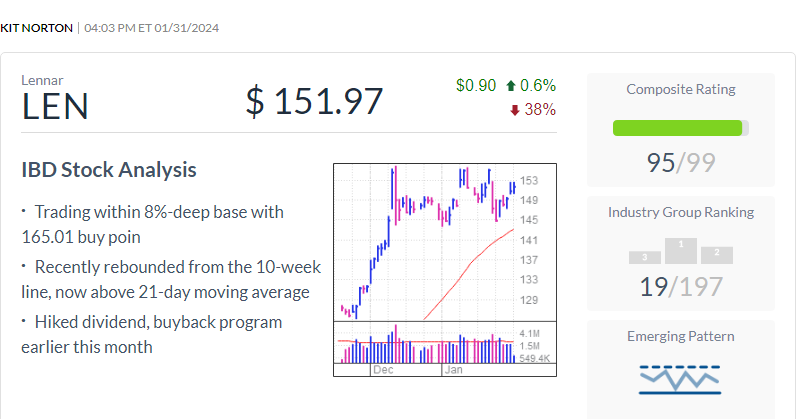 KIT NORTON | 04:03 PM ET 01/31/2024
Lennar
LEN
$ 151.97
$0.90 0.6%
38%
IBD Stock Analysis
• Trading within 8%-deep base with
165.01 buy poin
• Recently rebounded from the 10-week
line, now above 21-day moving average
• Hiked dividend, buyback program
earlier this month
153
149
145
141
137
133
129
4.1M
1.5M
549.4K
Dec Jan
Composite Rating
95/99
Industry Group Ranking
3 1 2
19/197
Emerging Pattern